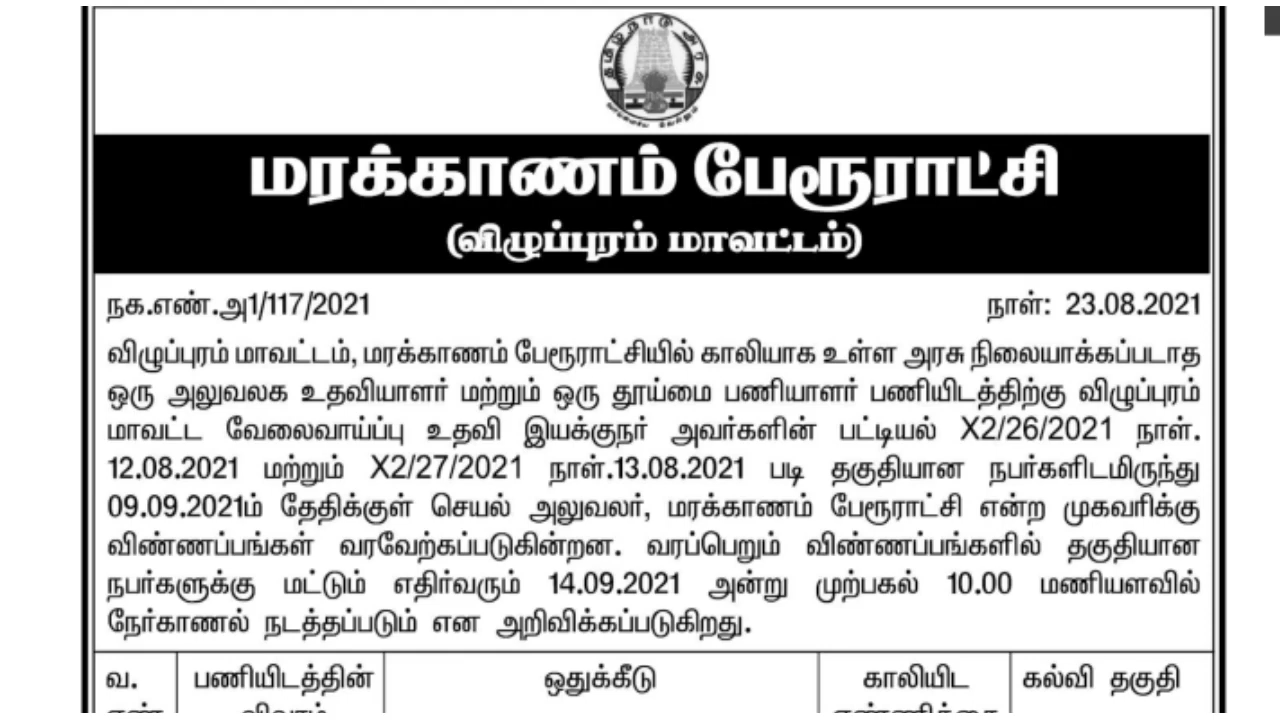 தமிழ்நாடு அரசு
வாய்மையே வெல்லும்
மரக்காணம் பேரூராட்சி
(விழுப்புரம் மாவட்டம்)
நக.எண்.அ1/117/2021 நாள்: 23.08.2021
விழுப்புரம் மாவட்டம், மரக்காணம் பேரூராட்சியில் காலியாக உள்ள அரசு நிலையாக்கப்படாத
ஒரு அலுவலக உதவியாளர் மற்றும் ஒரு தூய்மை பணியாளர் பணியிடத்திற்கு விழுப்புரம்
மாவட்ட வேலைவாய்ப்பு உதவி இயக்குநர் அவர்களின் பட்டியல் X2/26/2021 நாள்.
12.08.2021 மற்றும் X2/27/2021 நாள்.13.08.2021 படி தகுதியான நபர்களிடமிருந்து
09.09.2021ம் தேதிக்குள் செயல் அலுவலர், மரக்காணம் பேரூராட்சி என்ற முகவரிக்கு
விண்ணப்பங்கள் வரவேற்கப்படுகின்றன. வரப்பெறும் விண்ணப்பங்களில் தகுதியான
நபர்களுக்கு மட்டும் எதிர்வரும் 14.09.2021 அன்று முற்பகல் 10.00 மணியளவில்
நேர்காணல் நடத்தப்படும் என அறிவிக்கப்படுகிறது.
வ. பணியிடத்தின் ஒதுக்கீடு காலியிட கல்வி தகுதி
எண் விவரம் எண்ணிக்கை